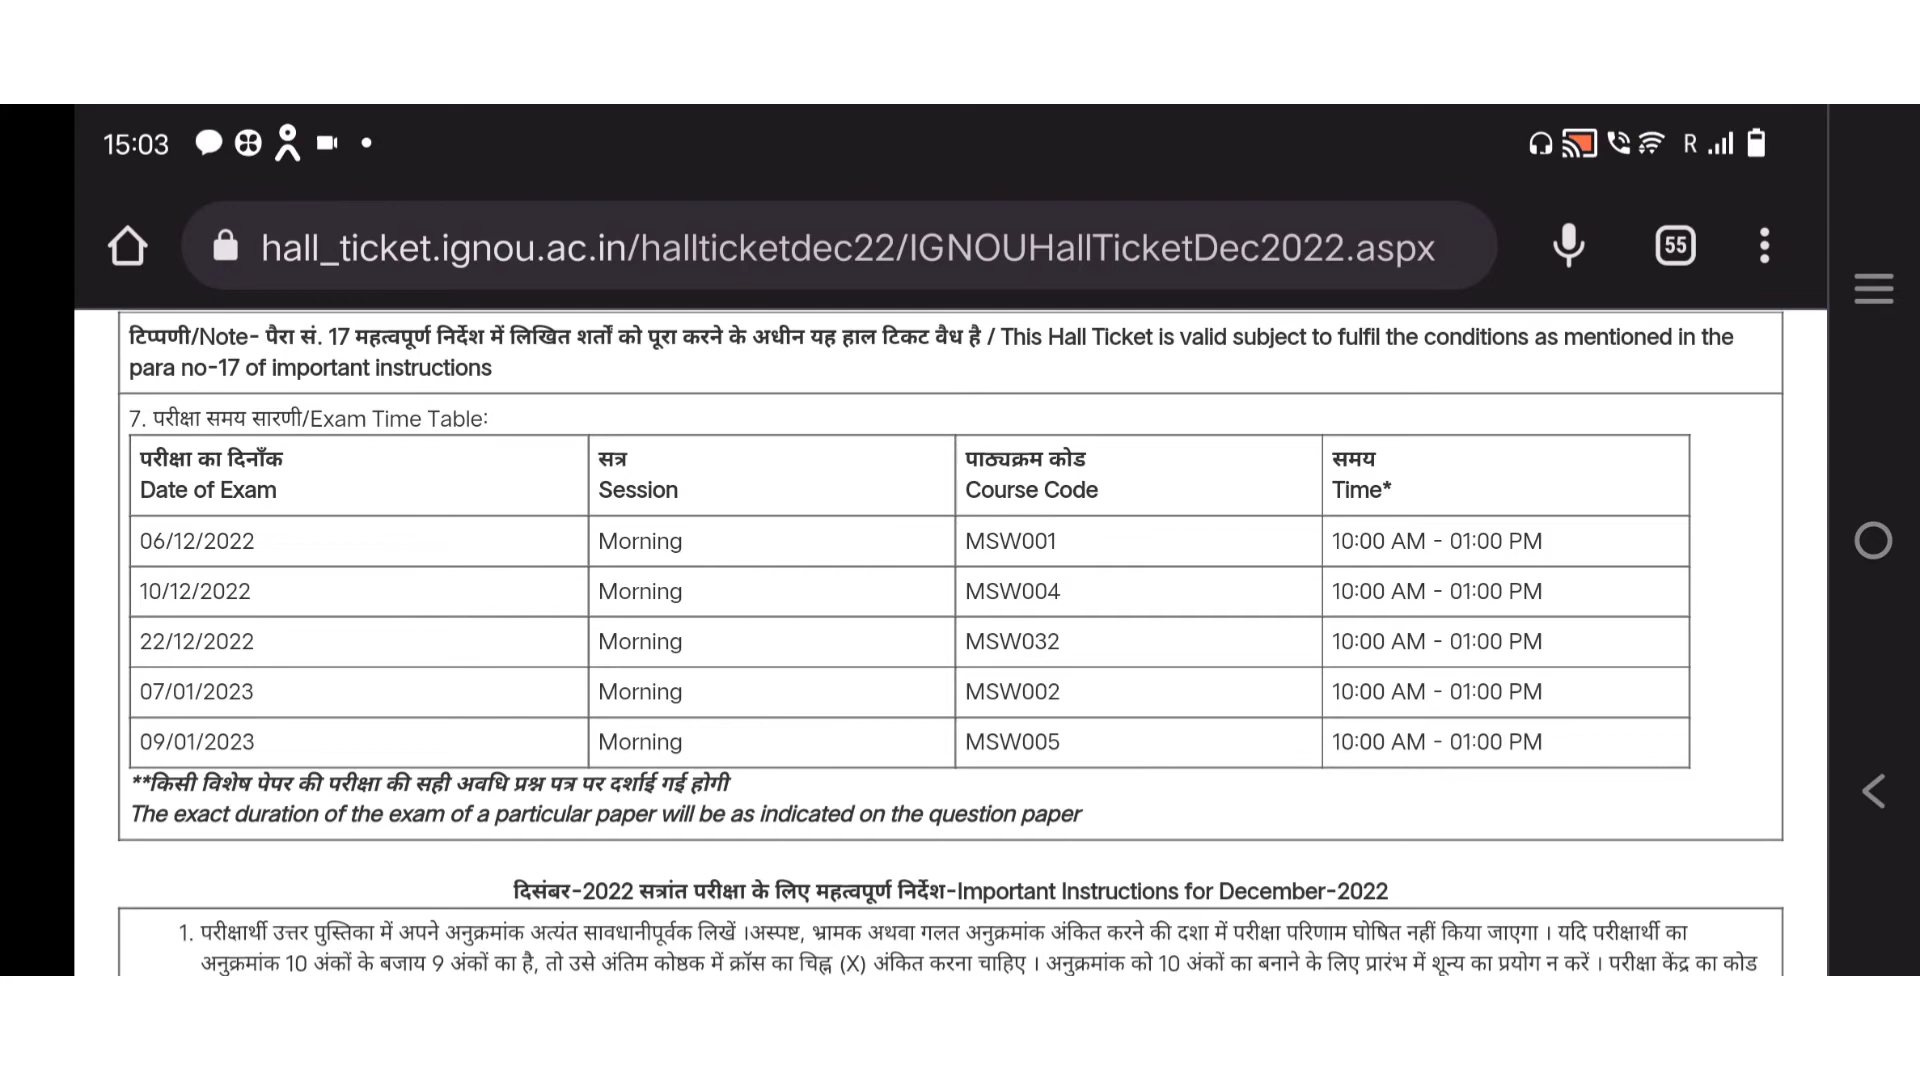 15:03
R
hall_ticket.ignou.ac.in/hallticketdec22/IGNOUHallTicketDec2022.aspx
55
टिप्पणी/Note- पैरा सं. 17 महत्वपूर्ण निर्देश में लिखित शर्तों को पूरा करने के अधीन यह हाल टिकट वैध है / This Hall Ticket is valid subject to fulfil the conditions as mentioned in the
para no-17 of important instructions
7. परीक्षा समय सारणी/Exam Time Table:
परीक्षा का दिनाँक सत्र पाठ्यक्रम कोड समय
Date of Exam Session Course Code Time*
06/12/2022 Morning MSW001 10:00 AM - 01:00 PM
10/12/2022 Morning MSW004 10:00 AM - 01:00 PM
22/12/2022 Morning MSW032 10:00 AM - 01:00 PM
07/01/2023 Morning MSW002 10:00 AM - 01:00 PM
09/01/2023 Morning MSW005 10:00 AM - 01:00 PM
**किसी विशेष पेपर की परीक्षा की सही अवधि प्रश्न पत्र पर दर्शाई गई होगी
The exact duration of the exam of a particular paper will be as indicated on the question paper
दिसंबर-2022 सत्रांत परीक्षा के लिए महत्वपूर्ण निर्देश-Important Instructions for December-2022
1. परीक्षार्थी उत्तर पुस्तिका में अपने अनुक्रमांक अत्यंत सावधानीपूर्वक लिखें ।अस्पष्ट, भ्रामक अथवा गलत अनुक्रमांक अंकित करने की दशा में परीक्षा परिणाम घोषित नहीं किया जाएगा । यदि परीक्षार्थी का
अनुक्रमांक 10 अंकों के बजाय 9 अंकों का है, तो उसे अंतिम कोष्ठक में क्रॉस का चिह्न (X) अंकित करना चाहिए । अनुक्रमांक को 10 अंकों का बनाने के लिए प्रारंभ में शून्य का प्रयोग न करें । परीक्षा केंद्र का कोड